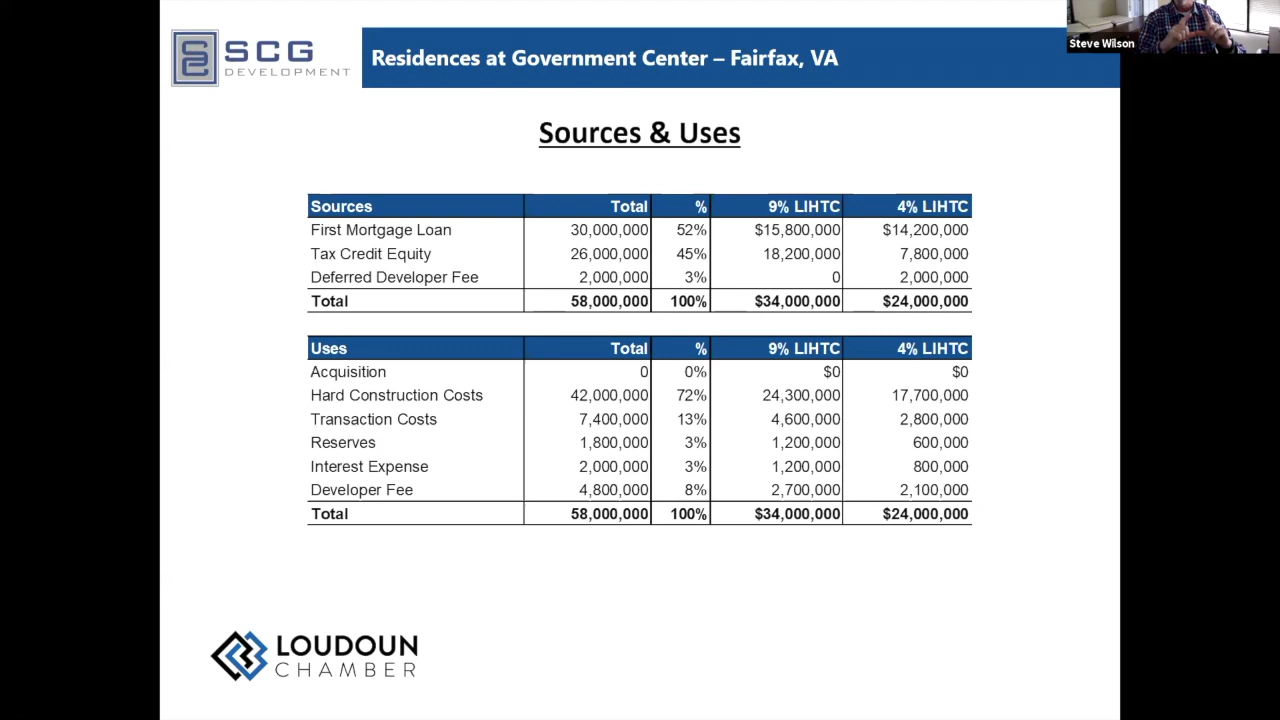 Steve Wilson
SCG
DEVELOPMENT
Residences at Government Center – Fairfax, VA
Sources & Uses
Sources Total % 9% LIHTC 4% LIHTC
First Mortgage Loan 30,000,000 52% $15,800,000 $14,200,000
Tax Credit Equity 26,000,000 45% 18,200,000 7,800,000
Deferred Developer Fee 2,000,000 3% 0 2,000,000
Total 58,000,000 100% $34,000,000 $24,000,000
Uses Total % 9% LIHTC 4% LIHTC
Acquisition 0 0% $0 $0
Hard Construction Costs 42,000,000 72% 24,300,000 17,700,000
Transaction Costs 7,400,000 13% 4,600,000 2,800,000
Reserves 1,800,000 3% 1,200,000 600,000
Interest Expense 2,000,000 3% 1,200,000 800,000
Developer Fee 4,800,000 8% 2,700,000 2,100,000
Total 58,000,000 100% $34,000,000 $24,000,000
LOUDOUN
CHAMBER